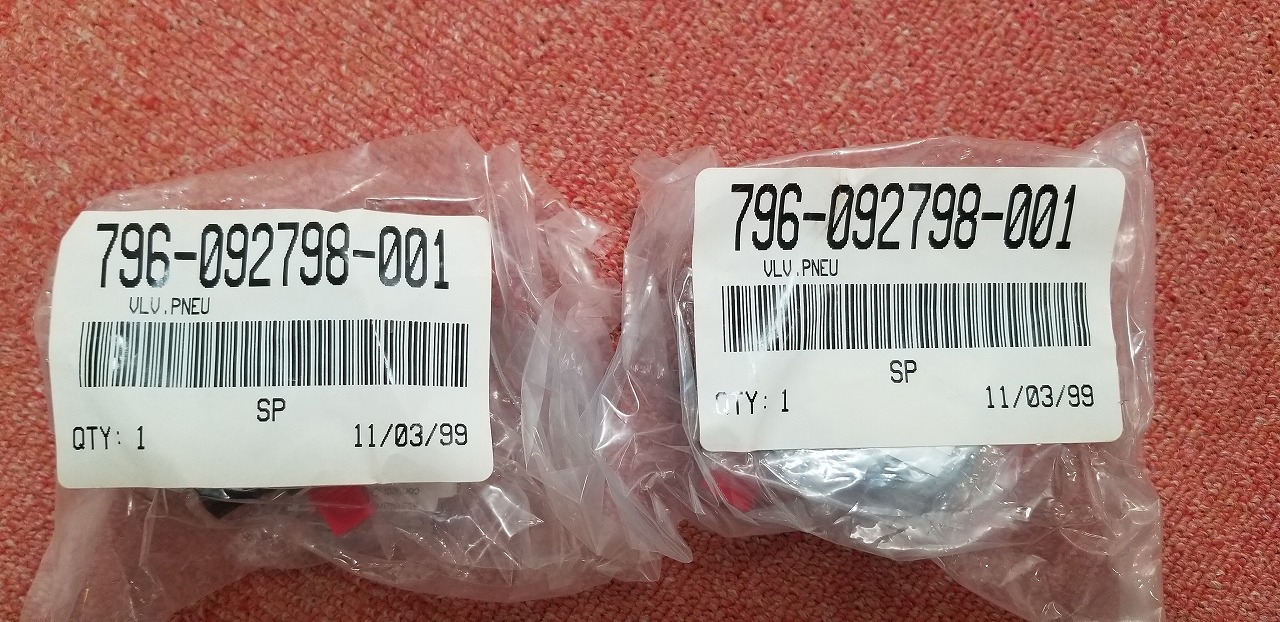 796-092798-001
VLV.PNEU
SP
QTY: 1 11/03/99
796-092798-001
VLV.PNEU
SP
QTY: 1 11/03/99